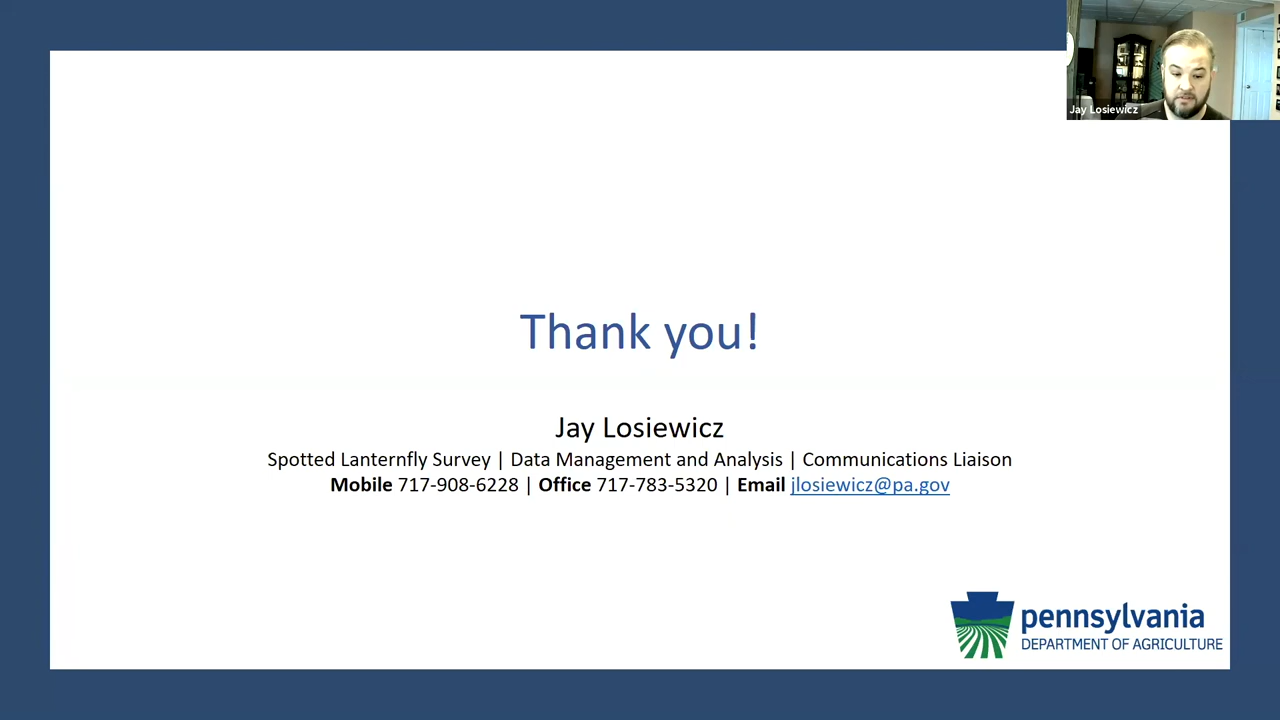 Jay Losiewicz
Thank you!
Jay Losiewicz
Spotted Lanternfly Survey | Data Management and Analysis | Communications Liaison
Mobile 717-908-6228 | Office 717-783-5320 | Email jlosiewicz@pa.gov
pennsylvania
DEPARTMENT OF AGRICULTURE